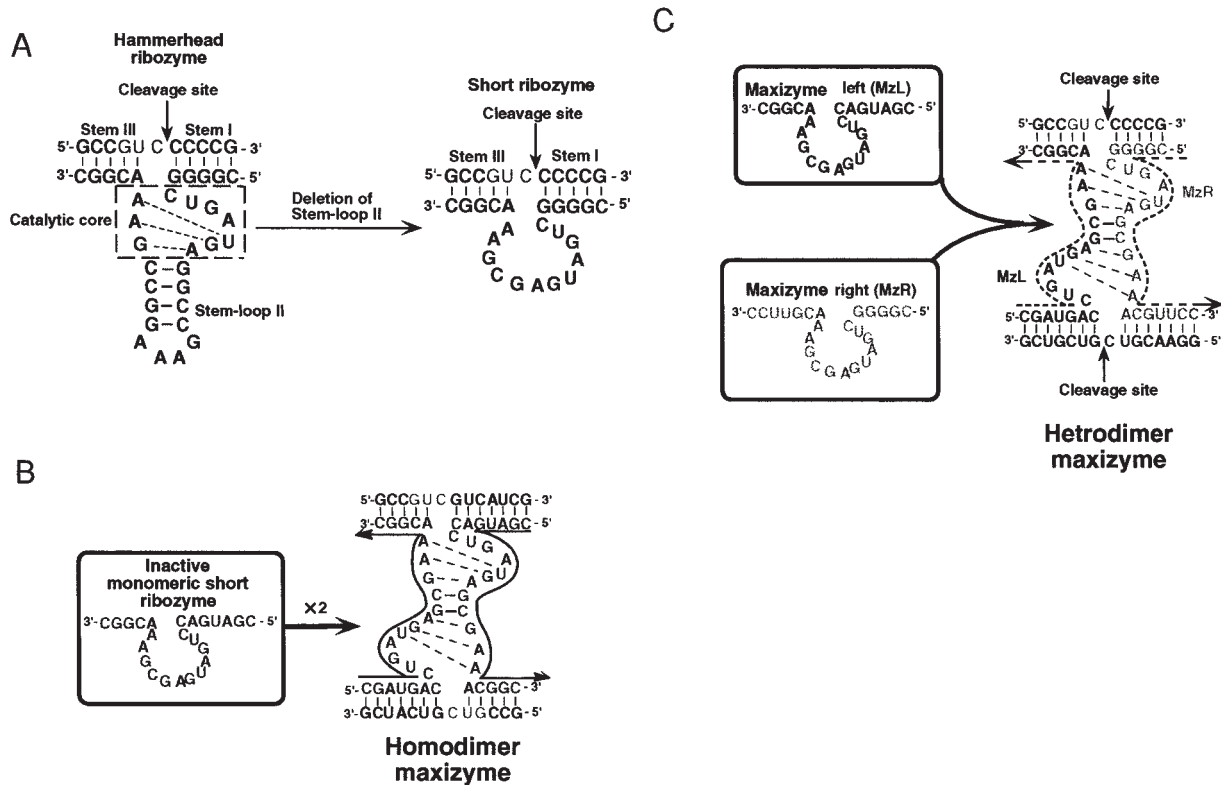 A
Hammerhead
ribozyme
Cleavage site
Stem III
Stem I
5'-GCCGU C CCCCG-3'
3'-CGGCA GGGGC-5'
Catalytic core
A
A
G
C U G A U G A
C–G
C–G
G–C
G–C
A
A A A
G
Stem-loop II
Deletion of
Stem-loop II
Short ribozyme
Cleavage site
Stem III
Stem I
5'-GCCGU C CCCCG-3'
3'-CGGCA GGGGC-5'
A A G C G A G U A G U C
B
Inactive
monomeric short
ribozyme
3'-CGGCA CAGUAGC-5'
A A G C G A G U A G U C
×2
5'-GCCGU C GUCAUCG-3'
3'-CGGCA CAGUAGC-5'
A C U G A U G A
A
G
C–G
G–C
A G U A G U C
G
A
A
5'-CGAUGAC ACGGC-3'
3'-GCUACUG C UGCCG-5'
Homodimer
maxizyme
C
Maxizyme left (MzL)
3'-CGGCA CAGUAGC-5'
A A G C G A G U A G U C
Maxizyme right (MzR)
3'-CCUUGCA GGGGC-5'
A A G C G A G U A G U C
Cleavage site
5'-GCCGU C CCCCG
CGGCA GGGGC
A C U G A U G A
A
G
MzR
C–G
G–C
MzL
A G U A G U C
G
A
A
5'-CGAUGAC ACGUUCC-3'
3'-GCUGCUG C UGCAAGG-5'
Cleavage site
Hetrodimer
maxizyme